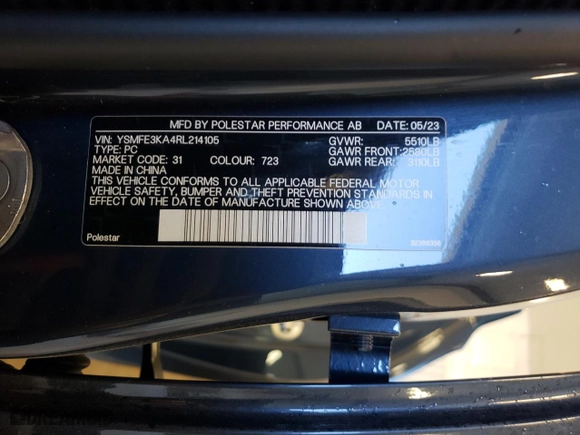 MFD BY POLESTAR PERFORMANCE AB DATE: 05/23
VIN: YSMFE3KA4RL214105 GVWR: 5510LB
TYPE: PC GAWR FRONT: 2690LB
MARKET CODE: 31 COLOUR: 723 GAWR REAR: 3110LB
MADE IN CHINA
THIS VEHICLE CONFORMS TO ALL APPLICABLE FEDERAL MOTOR
VEHICLE SAFETY, BUMPER AND THEFT PREVENTION STANDARDS IN
EFFECT ON THE DATE OF MANUFACTURE SHOWN ABOVE.
Polestar